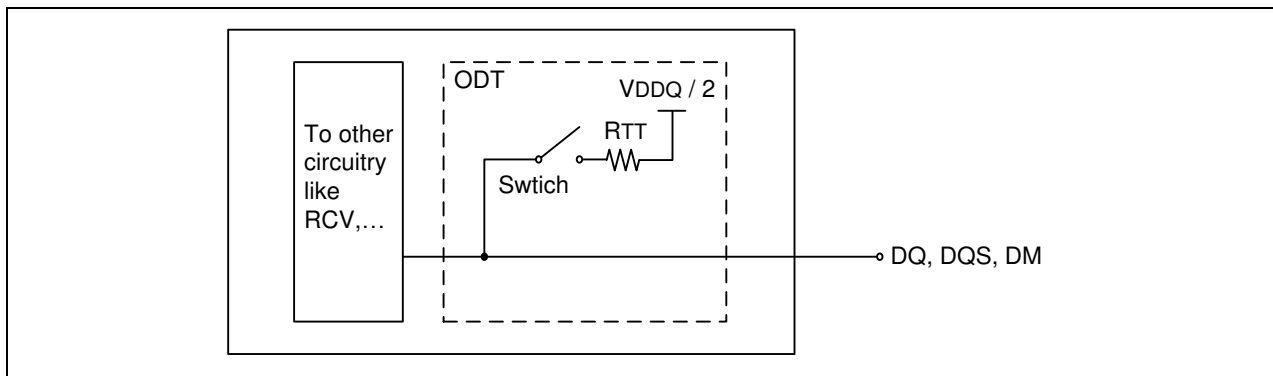 ODT
VDDQ / 2
RTT
Swtich
To other
circuitry
like
RCV,…
DQ, DQS, DM